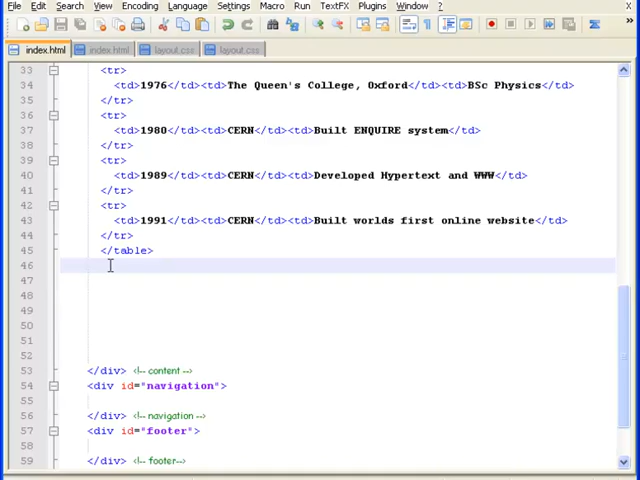 File Edit Search View Encoding Language Settings Macro Run TextFX Plugins Window ?
index.html index.html layout.css layout.css
33 <tr>
34 <td>1976</td><td>The Queen's College, Oxford</td><td>BSc Physics</td>
35 </tr>
36 <tr>
37 <td>1980</td><td>CERN</td><td>Built ENQUIRE system</td>
38 </tr>
39 <tr>
40 <td>1989</td><td>CERN</td><td>Developed Hypertext and WWW</td>
41 </tr>
42 <tr>
43 <td>1991</td><td>CERN</td><td>Built worlds first online website</td>
44 </tr>
45 </table>
46
47
48
49
50
51
52
53 </div> <!-- content -->
54 <div id="navigation">
55
56 </div> <!-- navigation -->
57 <div id="footer">
58
59 </div> <!-- footer-->